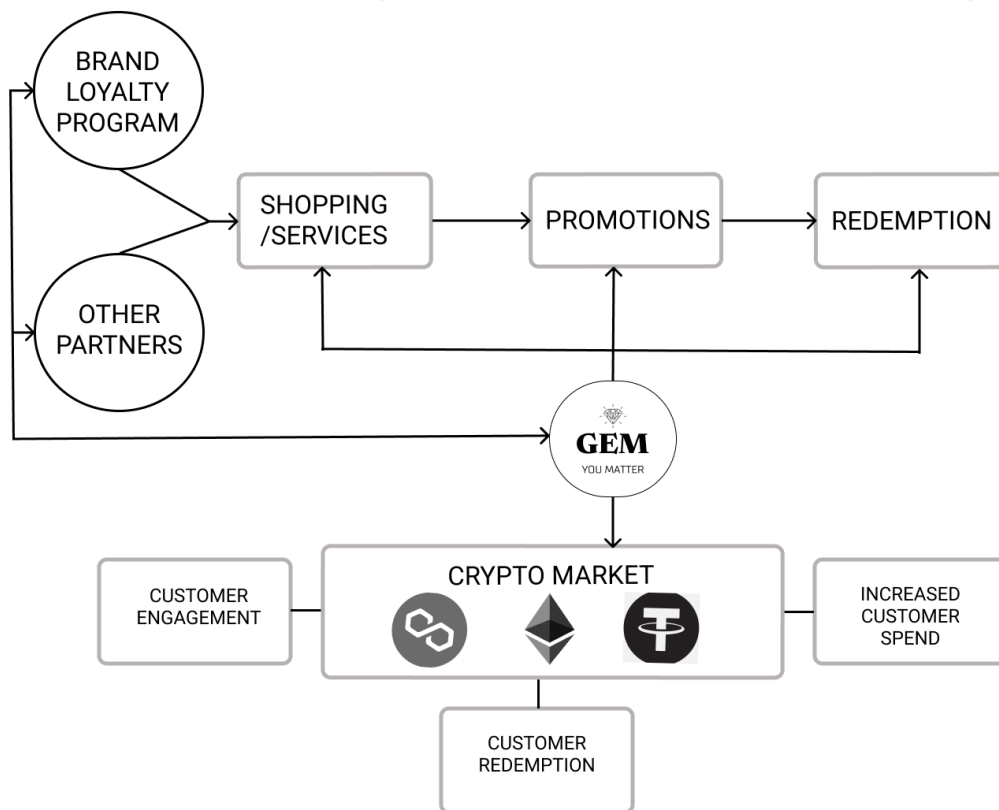 BRAND
LOYALTY
PROGRAM
SHOPPING
/SERVICES
PROMOTIONS
REDEMPTION
OTHER
PARTNERS
GEM
YOU MATTER
CRYPTO MARKET
CUSTOMER
ENGAGEMENT
INCREASED
CUSTOMER
SPEND
CUSTOMER
REDEMPTION